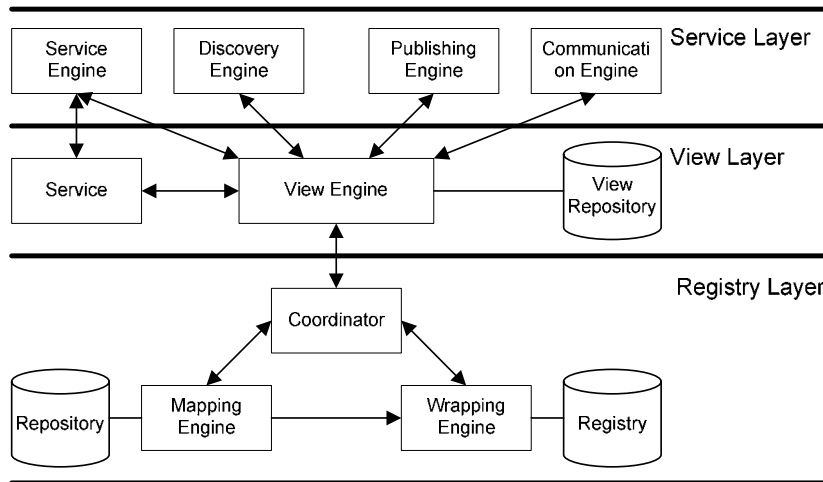 Service
Engine
Discovery
Engine
Publishing
Engine
Communicati
on Engine
Service Layer
Service
View Engine
View
Repository
View Layer
Registry Layer
Coordinator
Repository
Mapping
Engine
Wrapping
Engine
Registry